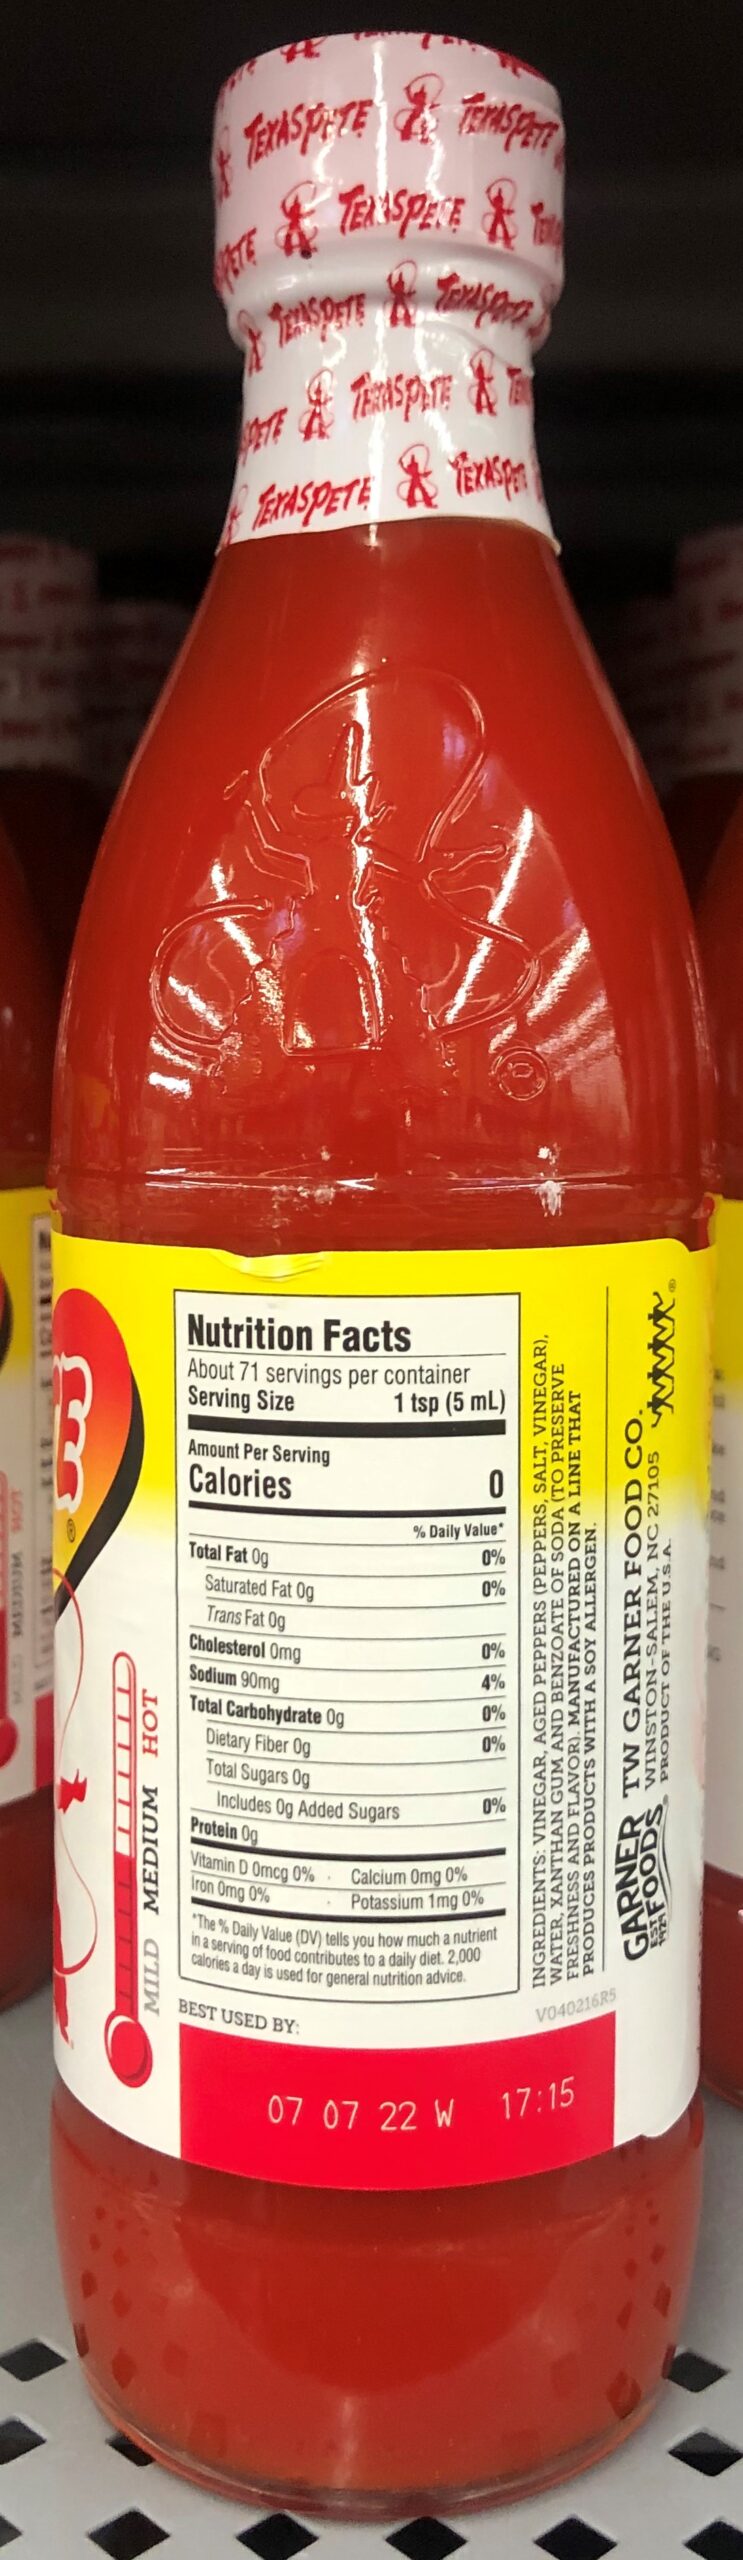 TEXASPETE TEXASPETE
PETE TEXASPETE
TEXASPETE TEXASPETE
PETE TEXASPETE TE
TEXASPETE TEXASPETE
®
Nutrition Facts
About 71 servings per container
Serving Size 1 tsp (5 mL)
Amount Per Serving
Calories 0
% Daily Value*
Total Fat 0g 0%
Saturated Fat 0g 0%
Trans Fat 0g
Cholesterol 0mg 0%
Sodium 90mg 4%
Total Carbohydrate 0g 0%
Dietary Fiber 0g 0%
Total Sugars 0g
Includes 0g Added Sugars 0%
Protein 0g
Vitamin D 0mcg 0% · Calcium 0mg 0%
Iron 0mg 0% · Potassium 1mg 0%
*The % Daily Value (DV) tells you how much a nutrient
in a serving of food contributes to a daily diet. 2,000
calories a day is used for general nutrition advice.
INGREDIENTS: VINEGAR, AGED PEPPERS (PEPPERS, SALT, VINEGAR),
WATER, XANTHAN GUM AND BENZOATE OF SODA (TO PRESERVE
FRESHNESS AND FLAVOR). MANUFACTURED ON A LINE THAT
PRODUCES PRODUCTS WITH A SOY ALLERGEN.
GARNER
FOODS®
EST.
1929
TW GARNER FOOD CO.
WINSTON-SALEM, NC 27105
PRODUCT OF THE U.S.A.
MILD MEDIUM HOT
BEST USED BY:
V040216R5
07 07 22 W 17:15